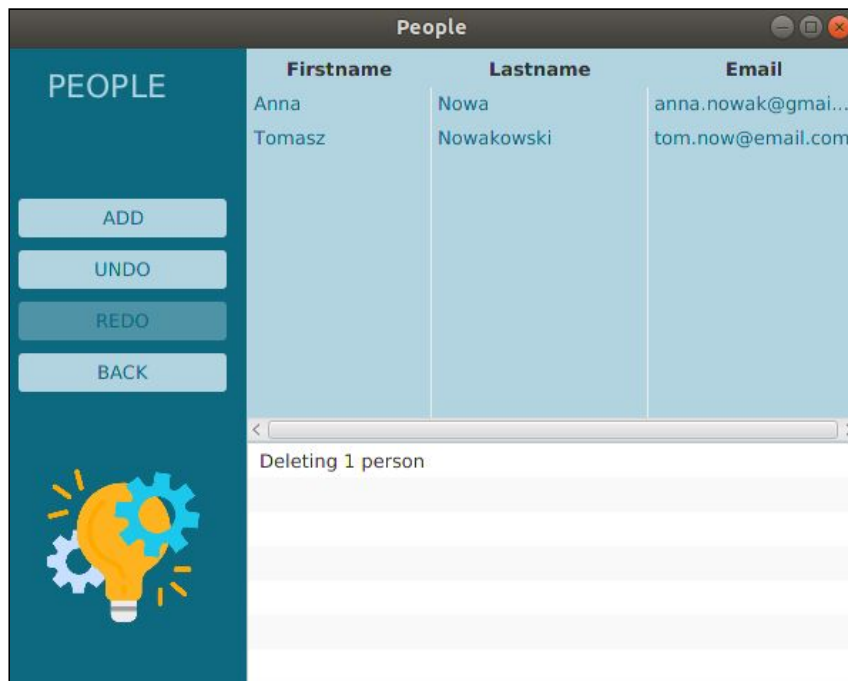 People
PEOPLE
Firstname Lastname Email
Anna Nowa anna.nowak@gmai...
Tomasz Nowakowski tom.now@email.com
ADD
UNDO
REDO
BACK
Deleting 1 person